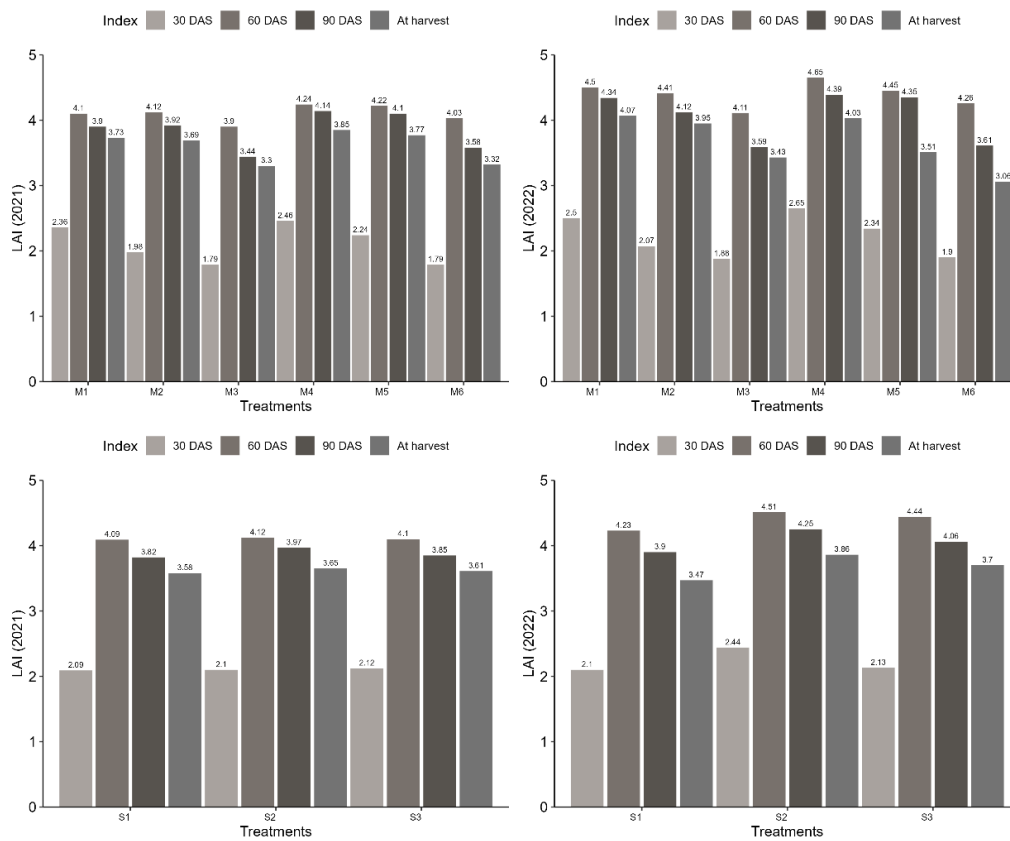 Index 30 DAS 60 DAS 90 DAS At harvest
LAI (2021)
5
4
3
2
1
0
2.36 4.1 3.9 3.73 1.98 4.12 3.92 3.69 1.79 3.9 3.44 3.3 2.46 4.24 4.14 3.85 2.24 4.22 4.1 3.77 1.79 4.03 3.58 3.32
M1 M2 M3 M4 M5 M6
Treatments
Index 30 DAS 60 DAS 90 DAS At harvest
LAI (2022)
5
4
3
2
1
0
2.5 4.5 4.34 4.07 2.07 4.41 4.12 3.95 1.88 4.11 3.59 3.43 2.65 4.65 4.39 4.03 2.34 4.45 4.35 3.51 1.9 4.26 3.61 3.06
M1 M2 M3 M4 M5 M6
Treatments
Index 30 DAS 60 DAS 90 DAS At harvest
LAI (2021)
5
4
3
2
1
0
2.09 4.09 3.82 3.58 2.1 4.12 3.97 3.65 2.12 4.1 3.85 3.61
S1 S2 S3
Treatments
Index 30 DAS 60 DAS 90 DAS At harvest
LAI (2022)
5
4
3
2
1
0
2.1 4.23 3.9 3.47 2.44 4.51 4.25 3.86 2.13 4.44 4.06 3.7
S1 S2 S3
Treatments